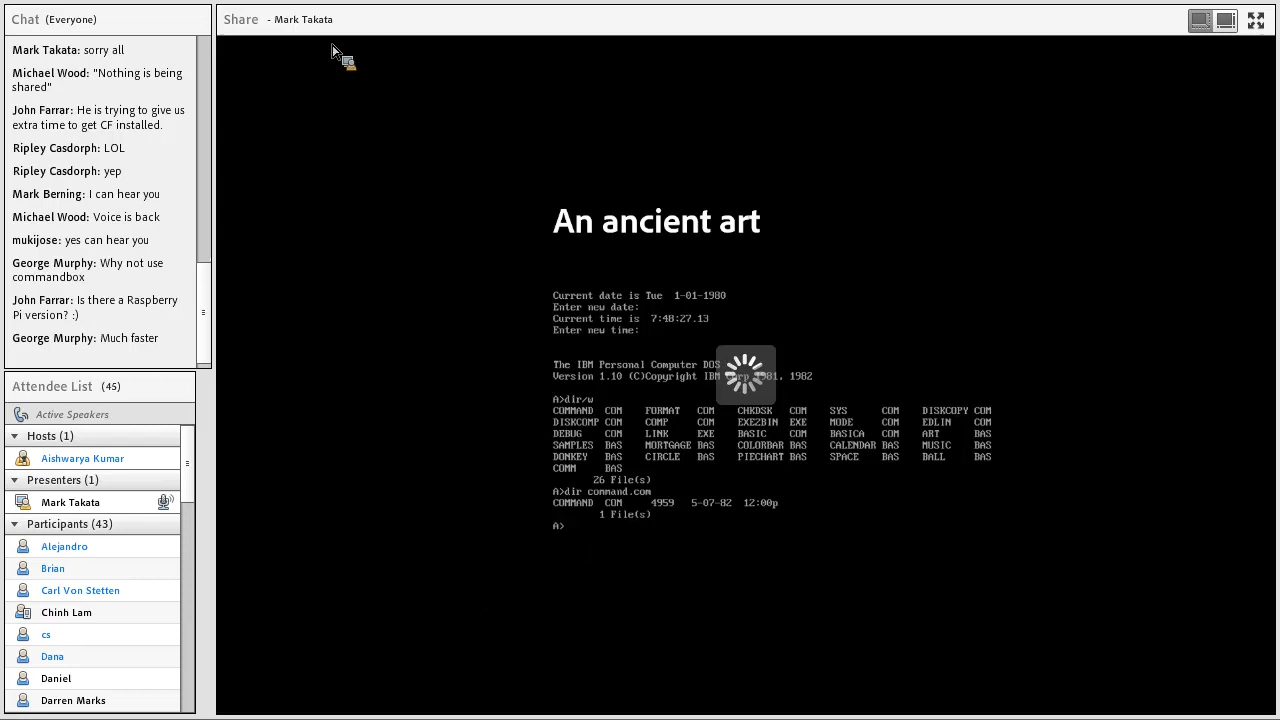 Chat (Everyone)
Mark Takata: sorry all
Michael Wood: "Nothing is being
shared"
John Farrar: He is trying to give us
extra time to get CF installed.
Ripley Casdorph: LOL
Ripley Casdorph: yep
Mark Berning: I can hear you
Michael Wood: Voice is back
mukijose: yes can hear you
George Murphy: Why not use
commandbox
John Farrar: Is there a Raspberry
Pi version? :)
George Murphy: Much faster
Attendee List (45)
Active Speakers
Hosts (1)
Aishwarya Kumar
Presenters (1)
Mark Takata
Participants (43)
Alejandro
Brian
Carl Von Stetten
Chinh Lam
cs
Dana
Daniel
Darren Marks
Share - Mark Takata
An ancient art
Current date is Tue 1-01-1980
Enter new date:
Current time is 7:48:27.13
Enter new time:
The IBM Personal Computer DOS
Version 1.10 (C)Copyright IBM Corp 1981, 1982
A>dir/w
COMMAND COM FORMAT COM CHKDSK COM SYS COM DISKCOPY COM
DISKCOMP COM COMP COM EXE2BIN EXE MODE COM EDLIN COM
DEBUG COM LINK EXE BASIC COM BASICA COM ART BAS
SAMPLES BAS MORTGAGE BAS COLORBAR BAS CALENDAR BAS MUSIC BAS
DONKEY BAS CIRCLE BAS PIECHART BAS SPACE BAS BALL BAS
COMM BAS
26 File(s)
A>dir command.com
COMMAND COM 4959 5-07-82 12:00p
1 File(s)
A>